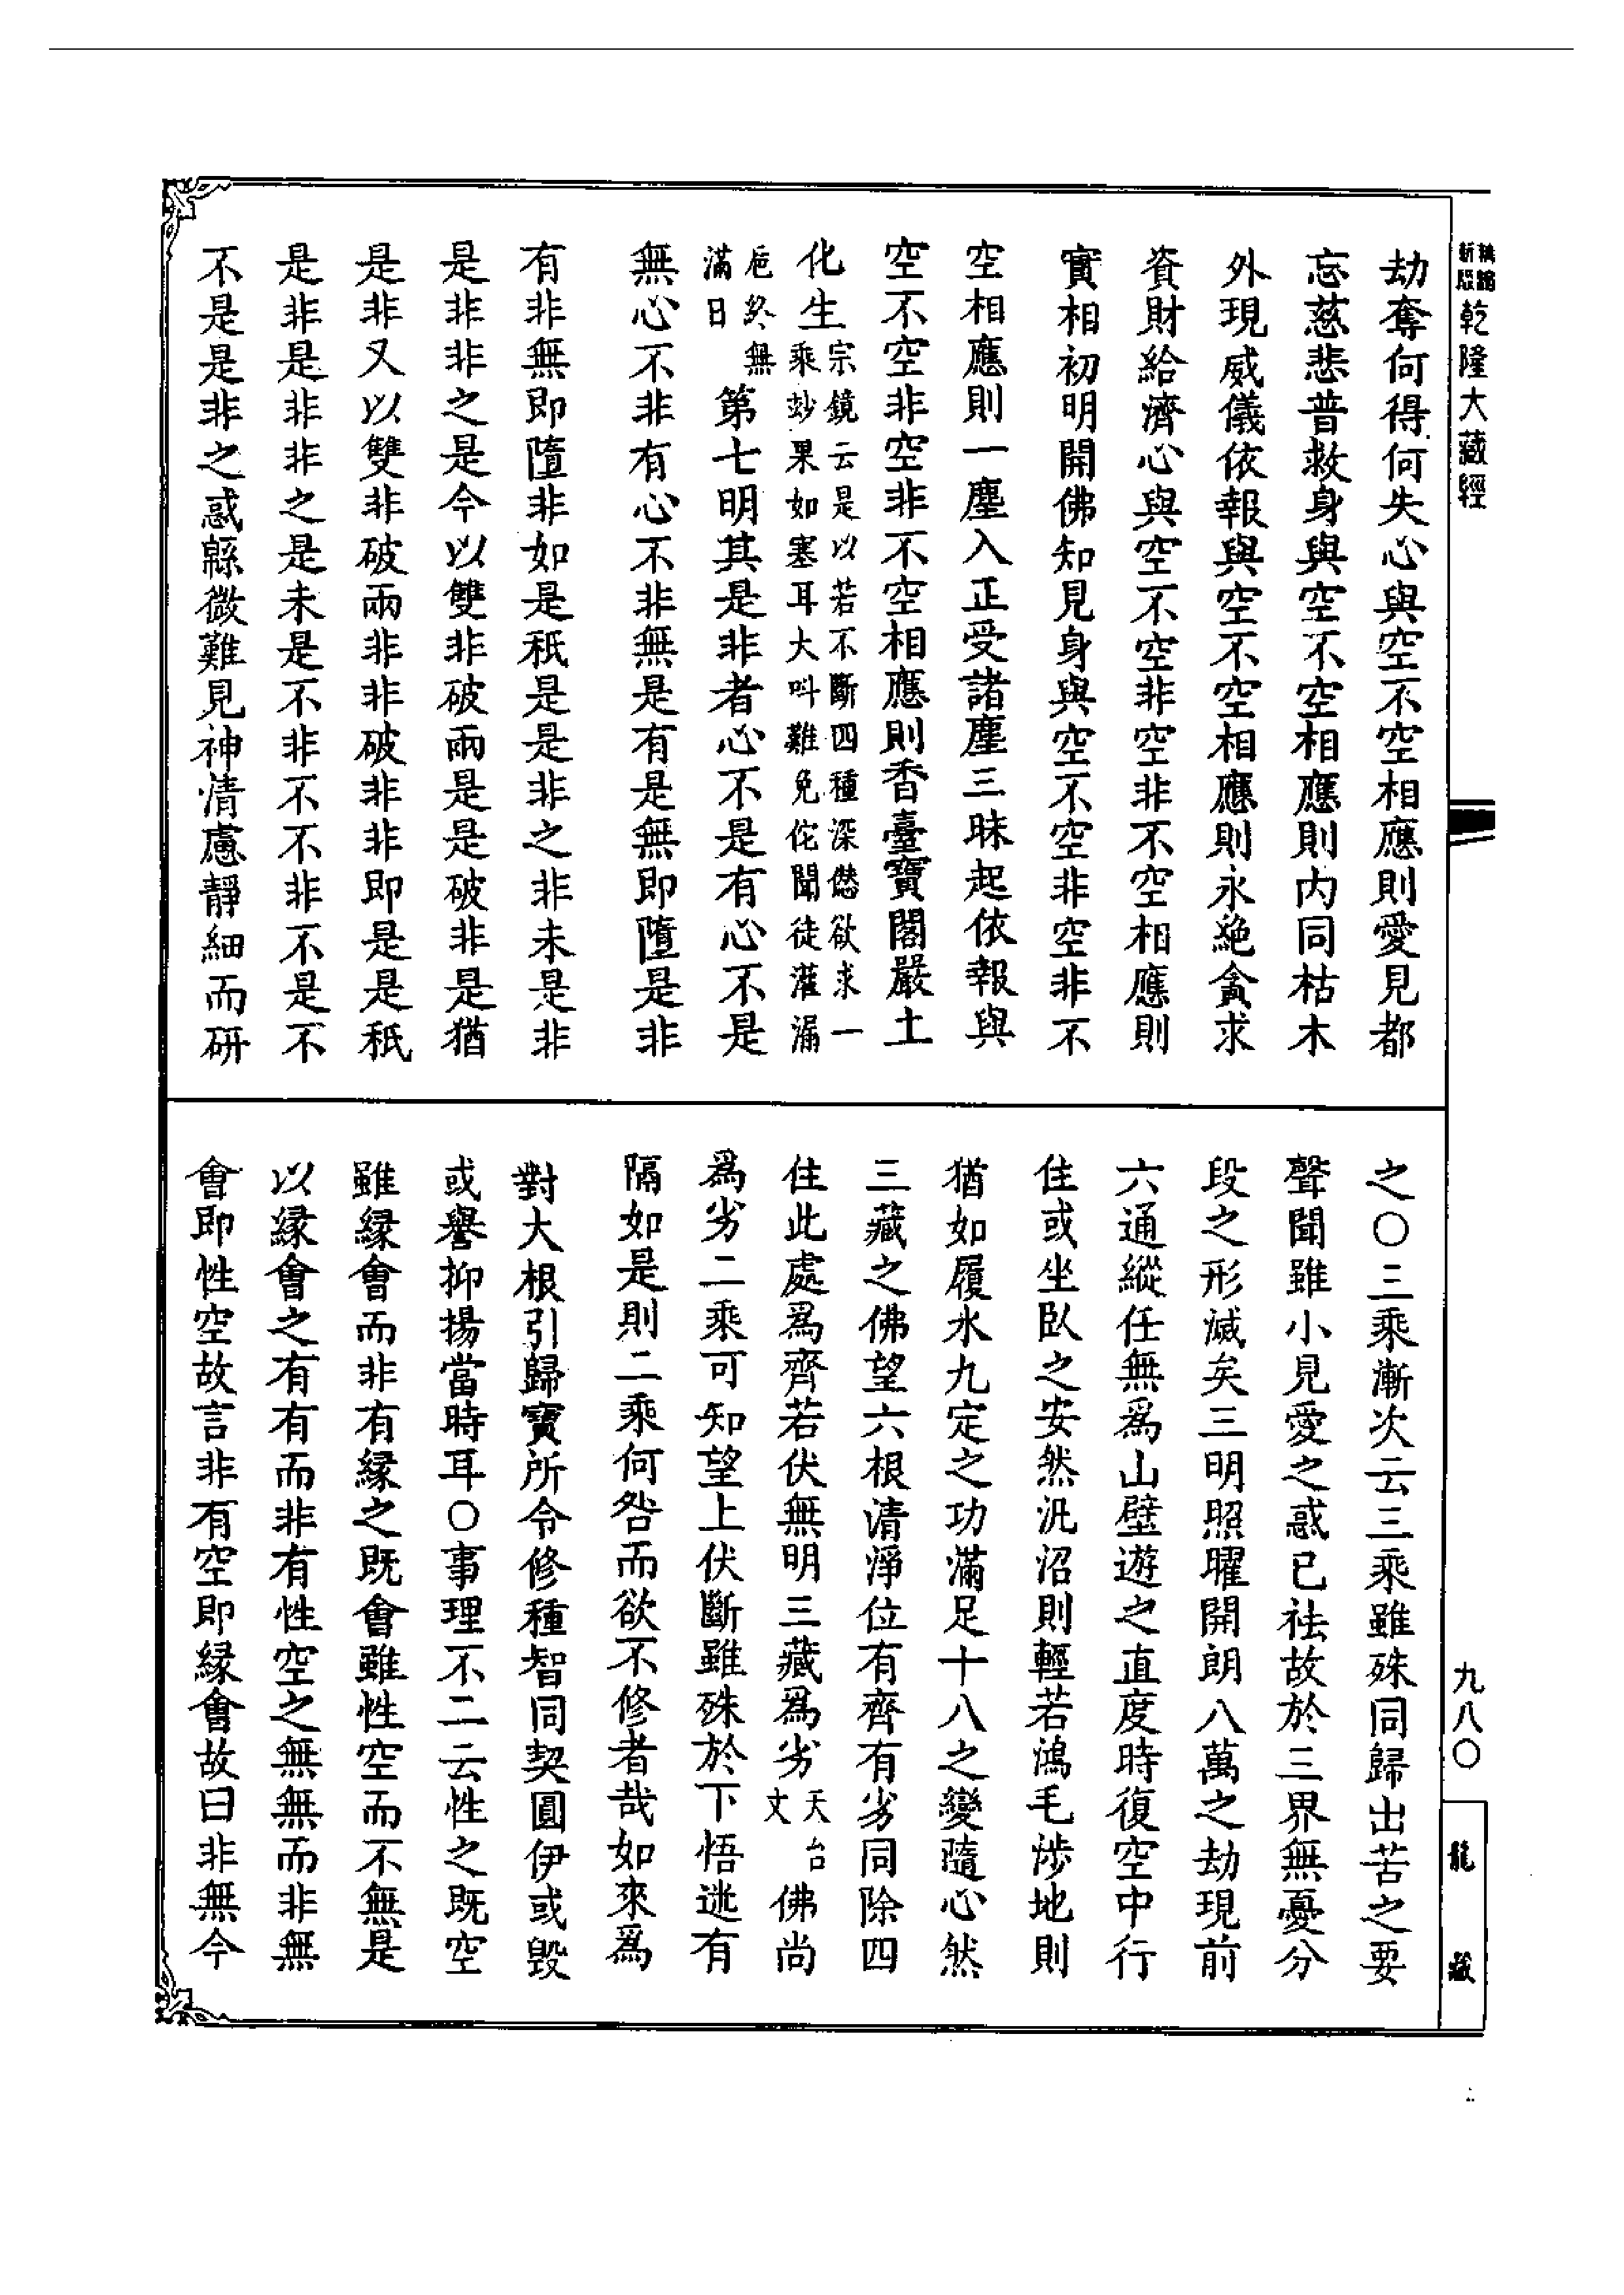 乾隆大藏經
劫奪何得何失心與空不空相應則愛見都
忘慈悲普救身與空不空相應則内同枯木
外現威儀依報與空不空相應則永絶貪求
資財給濟心與空不空非空非不空相應則
實相初明開佛知見身與空不空非空非不
空相應則一塵入正受諸塵三昧起依報與
空不空非空非不空相應則香臺寶閣嚴土
化生
宗鏡云是以若不斷四種深愆欲求一
乘玅果如塞耳大叫難免佗聞徒灌漏
巵終無
滿日
第七明其是非者心不是有心不是
無心不非有心不非無是有是無即墮是非
有非無即墮非如是秖是是非之非未是非
是非非之是今以雙非破兩是是破非是猶
是非又以雙非破兩非非破非非即是是秖
是非是非非之是未是不非不不非不是不
不是是非之惑緜微難見神清慮靜細而研
之〇三乘漸次云三乘雖殊同歸出苦之要
聲聞雖小見愛之惑已祛故於三界無憂分
段之形滅矣三明照曜開朗八萬之劫現前
六通縱任無爲山壁遊之直度時復空中行
住或坐臥之安然汎沼則輕若鴻毛涉地則
猶如履水九定之功滿足十八之變隨心然
三藏之佛望六根清淨位有齊有劣同除四
住此處爲齊若伏無明三藏爲劣
天台
文
佛尚
爲劣二乘可知望上伏斷雖殊於下悟迯有
隔如是則二乘何咎而欲不修者哉如來爲
對大根引歸寶所令修種智同契圓伊或毀
或譽抑揚當時耳〇事理不二云性之既空
雖緣會而非有緣之既會雖性空而不無是
以緣會之有有而非有性空之無無而非無
會即性空故言非有空即緣會故曰非無今
九八〇
龍藏